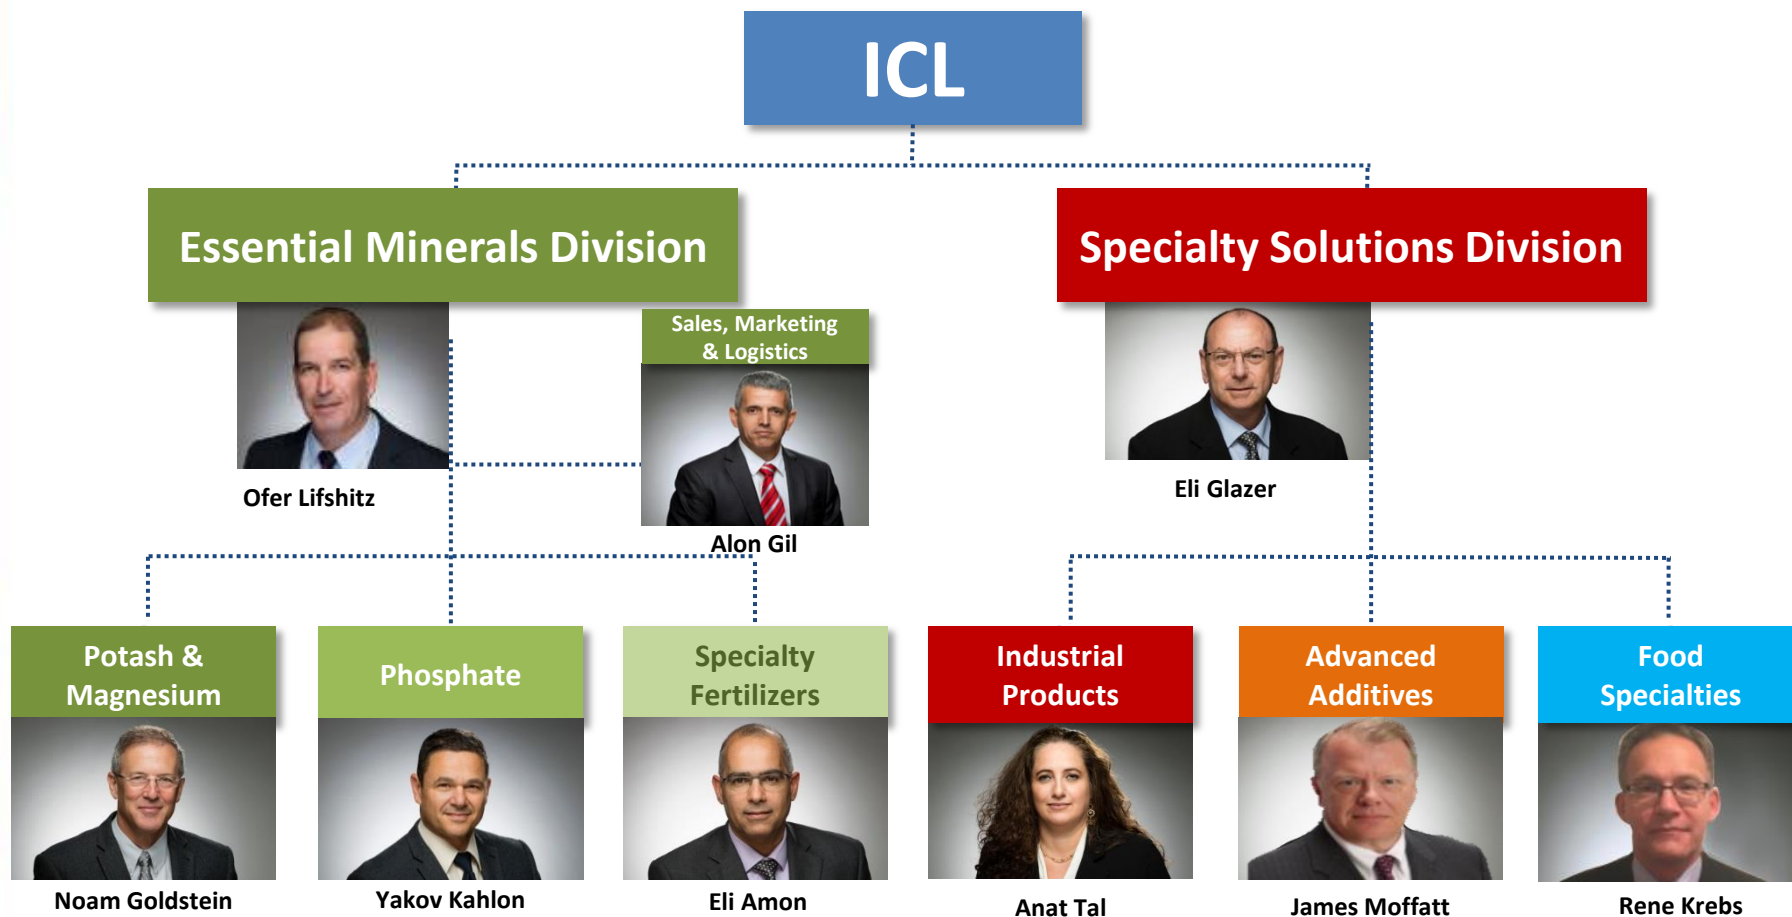 ICL
Essential Minerals Division
Specialty Solutions Division
Sales, Marketing
& Logistics
Ofer Lifshitz
Alon Gil
Eli Glazer
Potash &
Magnesium
Phosphate
Specialty
Fertilizers
Industrial
Products
Advanced
Additives
Food
Specialties
Noam Goldstein
Yakov Kahlon
Eli Amon
Anat Tal
James Moffatt
Rene Krebs